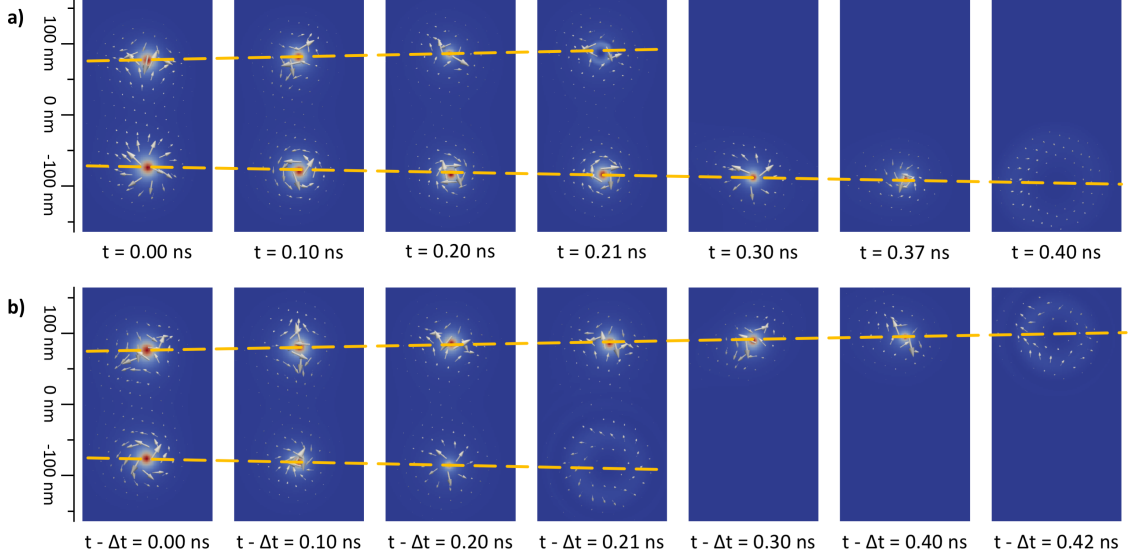 a)
100 nm
0 nm
-100 nm
t = 0.00 ns
t = 0.10 ns
t = 0.20 ns
t = 0.21 ns
t = 0.30 ns
t = 0.37 ns
t = 0.40 ns
b)
100 nm
0 nm
-100 nm
t - Δt = 0.00 ns
t - Δt = 0.10 ns
t - Δt = 0.20 ns
t - Δt = 0.21 ns
t - Δt = 0.30 ns
t - Δt = 0.40 ns
t - Δt = 0.42 ns